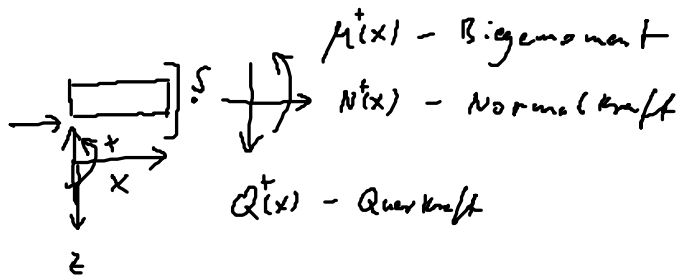 M⁺(x) - Biegemoment
S
N⁺(x) - Normalkraft
+
x
Q⁺(x) - Querkraft
z